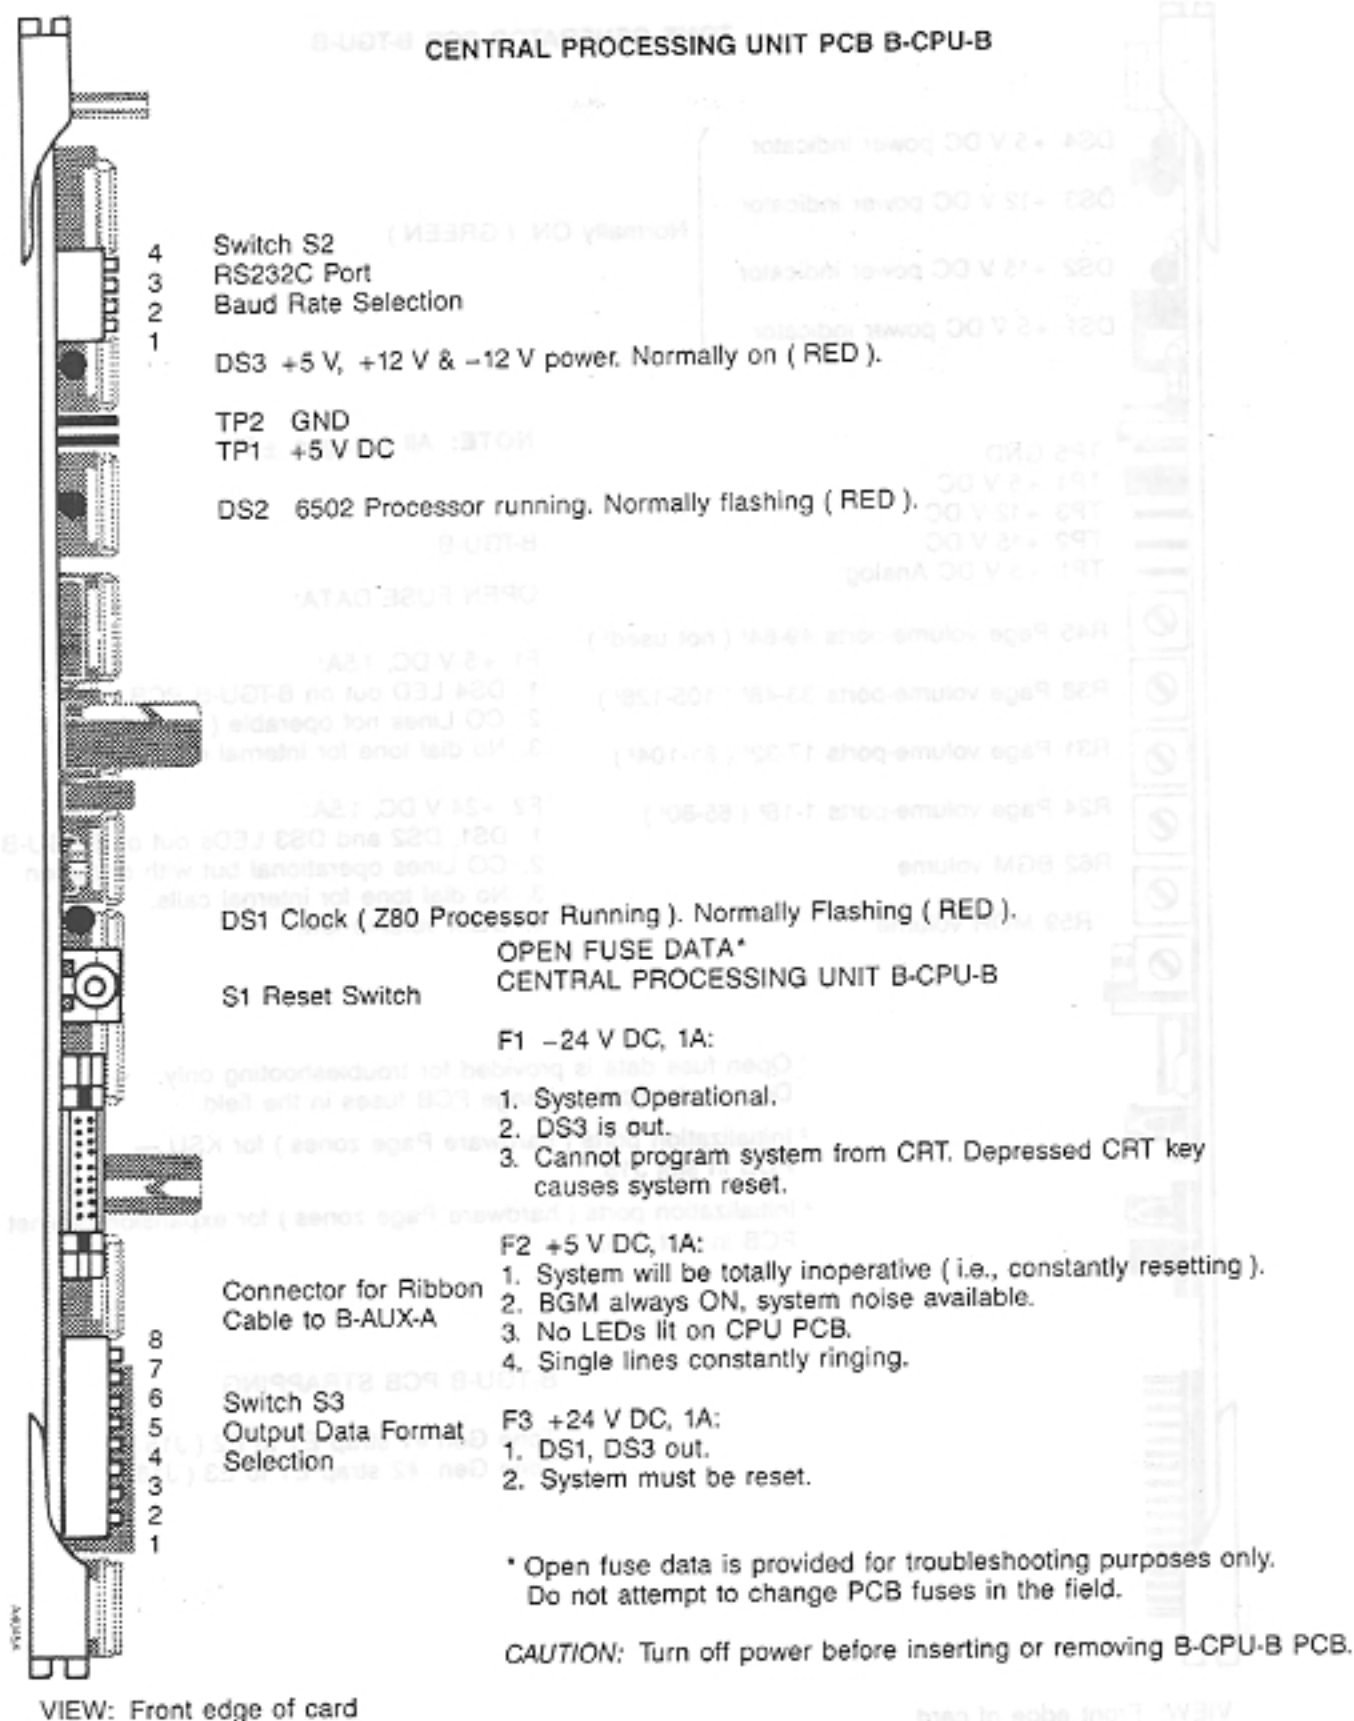 CENTRAL PROCESSING UNIT PCB B-CPU-B
4
3
2
1
Switch S2
RS232C Port
Baud Rate Selection
DS3 +5 V, +12 V & –12 V power. Normally on ( RED ).
TP2 GND
TP1 +5 V DC
DS2 6502 Processor running. Normally flashing ( RED ).
DS1 Clock ( Z80 Processor Running ). Normally Flashing ( RED ).
S1 Reset Switch
OPEN FUSE DATA*
CENTRAL PROCESSING UNIT B-CPU-B
F1 –24 V DC, 1A:
1. System Operational.
2. DS3 is out.
3. Cannot program system from CRT. Depressed CRT key
causes system reset.
F2 +5 V DC, 1A:
1. System will be totally inoperative ( i.e., constantly resetting ).
2. BGM always ON, system noise available.
3. No LEDs lit on CPU PCB.
4. Single lines constantly ringing.
Connector for Ribbon
Cable to B-AUX-A
8
7
6
5
4
3
2
1
Switch S3
Output Data Format
Selection
F3 +24 V DC, 1A:
1. DS1, DS3 out.
2. System must be reset.
* Open fuse data is provided for troubleshooting purposes only.
Do not attempt to change PCB fuses in the field.
CAUTION: Turn off power before inserting or removing B-CPU-B PCB.
VIEW: Front edge of card